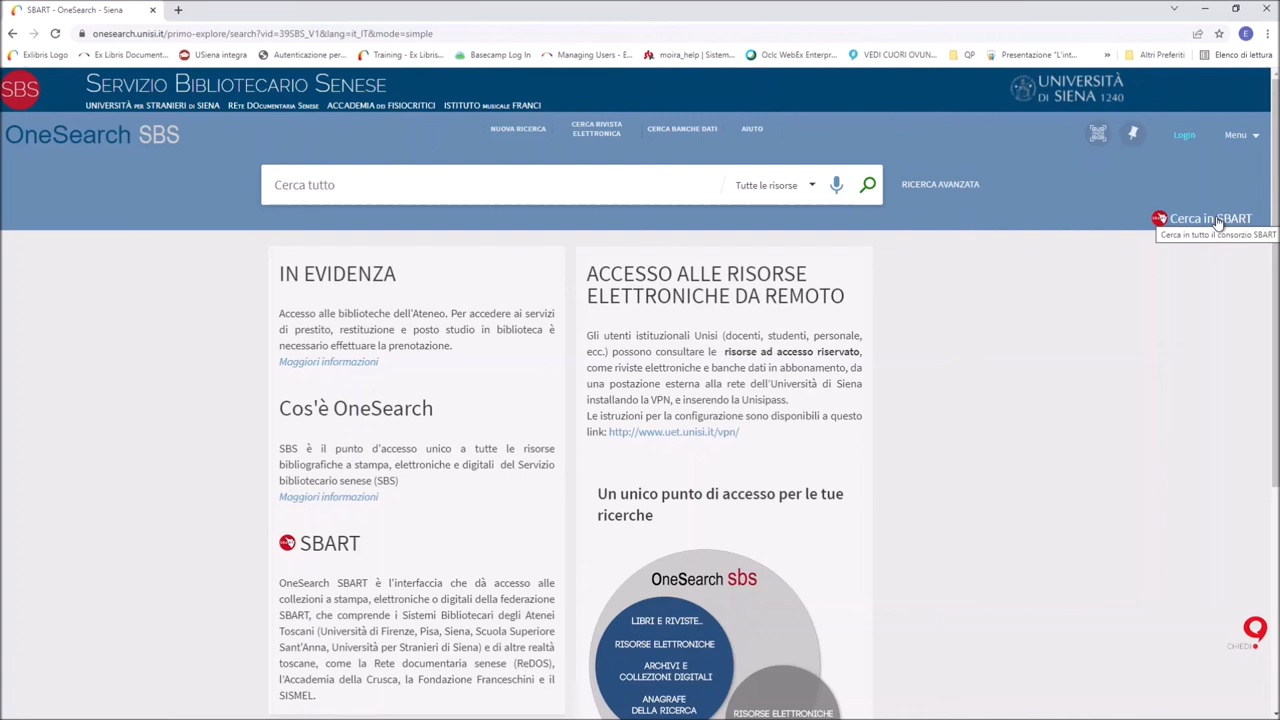 SBART - OneSearch - Siena
onesearch.unisi.it/primo-explore/search?vid=39SBS_V1&lang=it_IT&mode=simple
E
Exlibris Logo
Ex Libris Document...
USiena integra
Autenticazione per...
Training - Ex Libris...
Basecamp Log In
Managing Users - E...
moira_help | Sistem...
Oclc WebEx Enterpr...
VEDI CUORI OVUN...
QP
Presentazione "L'int...
»
Altri Preferiti
Elenco di lettura
SBS
SERVIZIO BIBLIOTECARIO SENESE
UNIVERSITÀ PER STRANIERI DI SIENA RETE DOCUMENTARIA SENESE ACCADEMIA DEI FISIOCRITICI ISTITUTO MUSICALE FRANCI
UNIVERSITÀ
DI SIENA 1240
OneSearch SBS
NUOVA RICERCA
CERCA RIVISTA
ELETTRONICA
CERCA BANCHE DATI
AIUTO
Login
Menu
Cerca tutto
Tutte le risorse
RICERCA AVANZATA
Cerca in SBART
Cerca in tutto il consorzio SBART
IN EVIDENZA
Accesso alle biblioteche dell'Ateneo. Per accedere ai servizi
di prestito, restituzione e posto studio in biblioteca è
necessario effettuare la prenotazione.
Maggiori informazioni
Cos'è OneSearch
SBS è il punto d'accesso unico a tutte le risorse
bibliografiche a stampa, elettroniche e digitali del Servizio
bibliotecario senese (SBS)
Maggiori informazioni
SBART
OneSearch SBART è l'interfaccia che dà accesso alle
collezioni a stampa, elettroniche o digitali della federazione
SBART, che comprende i Sistemi Bibliotecari degli Atenei
Toscani (Università di Firenze, Pisa, Siena, Scuola Superiore
Sant'Anna, Università per Stranieri di Siena) e di altre realtà
toscane, come la Rete documentaria senese (ReDOS),
l'Accademia della Crusca, la Fondazione Franceschini e il
SISMEL.
ACCESSO ALLE RISORSE
ELETTRONICHE DA REMOTO
Gli utenti istituzionali Unisi (docenti, studenti, personale,
ecc.) possono consultare le risorse ad accesso riservato,
come riviste elettroniche e banche dati in abbonamento, da
una postazione esterna alla rete dell'Università di Siena
installando la VPN, e inserendo la Unisipass.
Le istruzioni per la configurazione sono disponibili a questo
link: http://www.uet.unisi.it/vpn/
Un unico punto di accesso per le tue
ricerche
OneSearch sbs
LIBRI E RIVISTE...
RISORSE ELETTRONICHE
ARCHIVI E
COLLEZIONI DIGITALI
ANAGRAFE
DELLA RICERCA
RISORSE ELETTRONICHE
CHIEDI